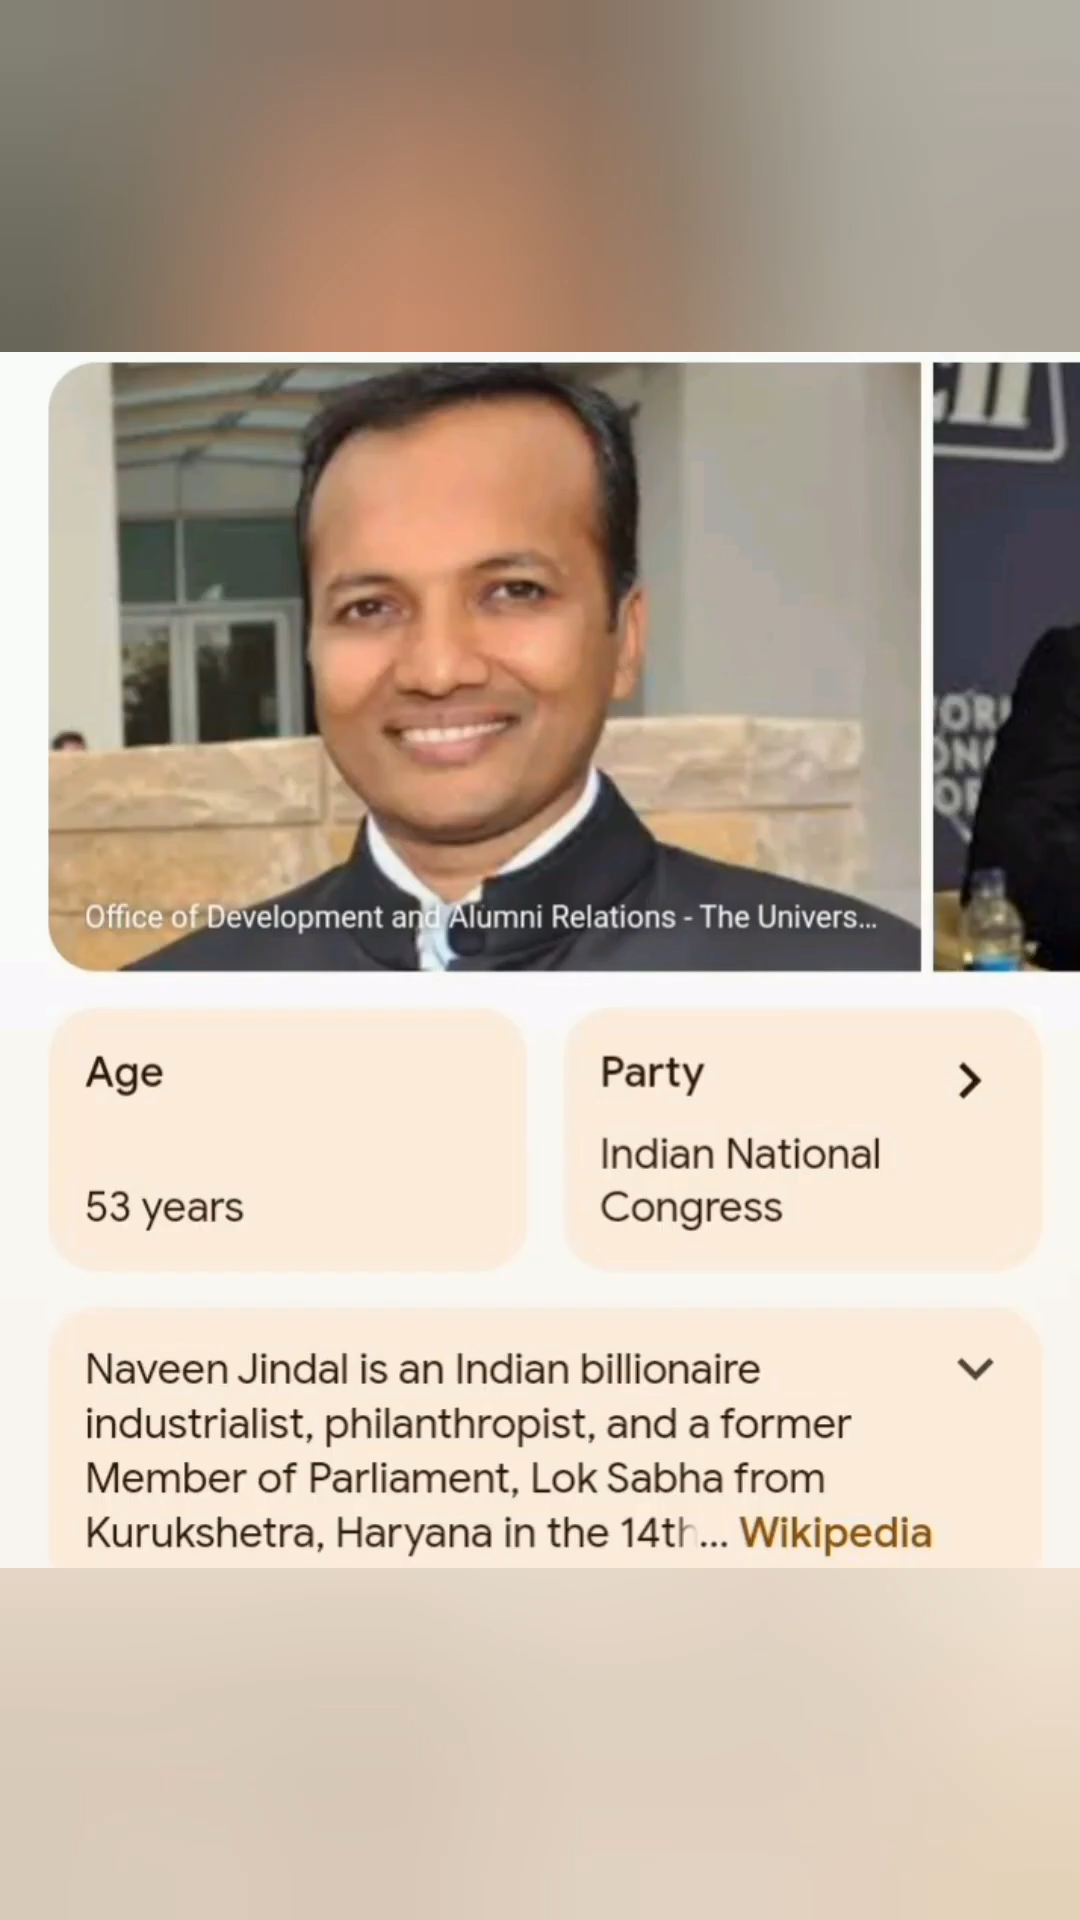 Office of Development and Alumni Relations - The Univers...
Age
53 years
Party
Indian National
Congress
Naveen Jindal is an Indian billionaire
industrialist, philanthropist, and a former
Member of Parliament, Lok Sabha from
Kurukshetra, Haryana in the 14th... Wikipedia